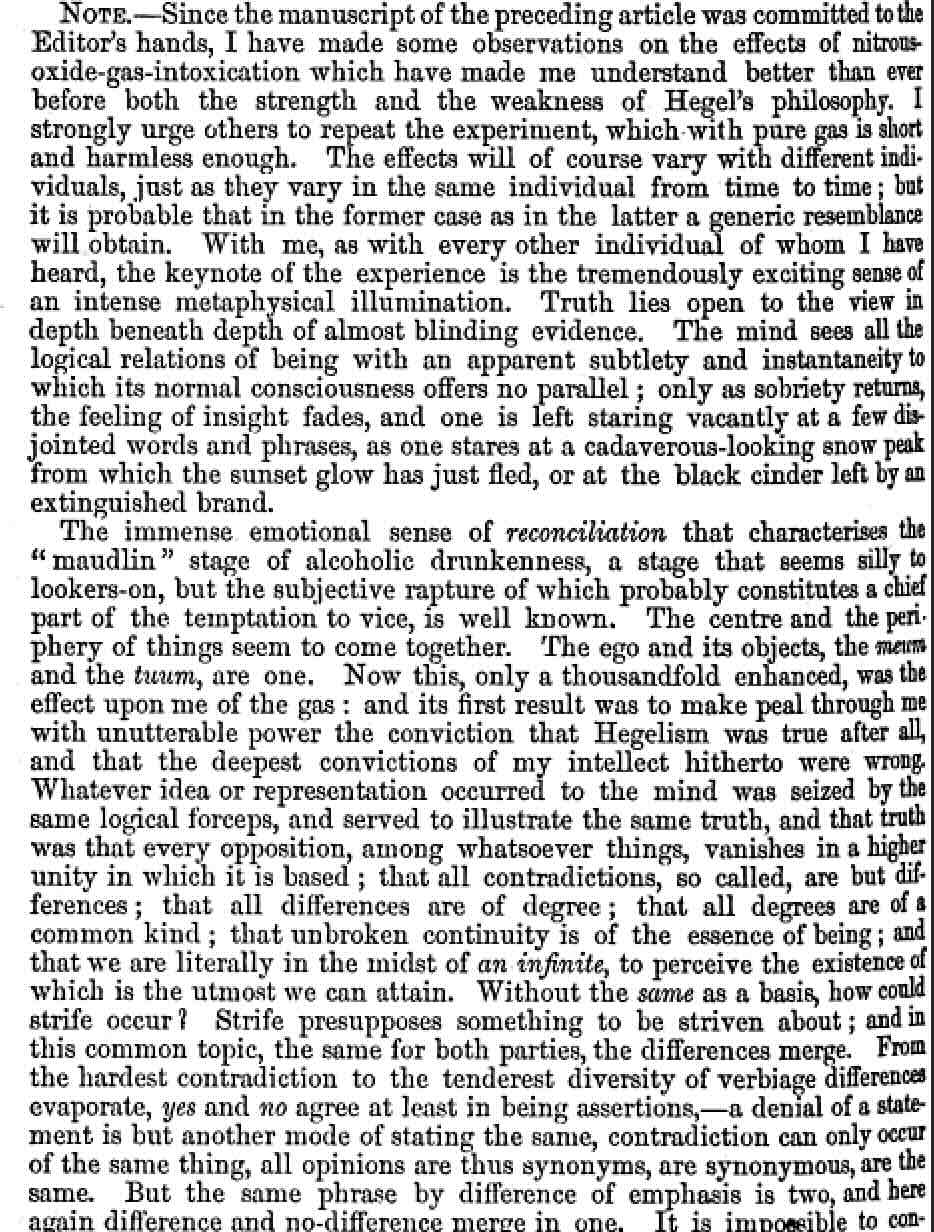 NOTE.—Since the manuscript of the preceding article was committed to the
Editor's hands, I have made some observations on the effects of nitrous-
oxide-gas-intoxication which have made me understand better than ever
before both the strength and the weakness of Hegel's philosophy. I
strongly urge others to repeat the experiment, which with pure gas is short
and harmless enough. The effects will of course vary with different indi-
viduals, just as they vary in the same individual from time to time; but
it is probable that in the former case as in the latter a generic resemblance
will obtain. With me, as with every other individual of whom I have
heard, the keynote of the experience is the tremendously exciting sense of
an intense metaphysical illumination. Truth lies open to the view in
depth beneath depth of almost blinding evidence. The mind sees all the
logical relations of being with an apparent subtlety and instantaneity to
which its normal consciousness offers no parallel; only as sobriety returns,
the feeling of insight fades, and one is left staring vacantly at a few dis-
jointed words and phrases, as one stares at a cadaverous-looking snow peak
from which the sunset glow has just fled, or at the black cinder left by an
extinguished brand.
The immense emotional sense of reconciliation that characterises the
"maudlin" stage of alcoholic drunkenness, a stage that seems silly to
lookers-on, but the subjective rapture of which probably constitutes a chief
part of the temptation to vice, is well known. The centre and the peri-
phery of things seem to come together. The ego and its objects, the meum
and the tuum, are one. Now this, only a thousandfold enhanced, was the
effect upon me of the gas: and its first result was to make peal through me
with unutterable power the conviction that Hegelism was true after all,
and that the deepest convictions of my intellect hitherto were wrong.
Whatever idea or representation occurred to the mind was seized by the
same logical forceps, and served to illustrate the same truth, and that truth
was that every opposition, among whatsoever things, vanishes in a higher
unity in which it is based; that all contradictions, so called, are but dif-
ferences; that all differences are of degree; that all degrees are of a
common kind; that unbroken continuity is of the essence of being; and
that we are literally in the midst of an infinite, to perceive the existence of
which is the utmost we can attain. Without the same as a basis, how could
strife occur? Strife presupposes something to be striven about; and in
this common topic, the same for both parties, the differences merge. From
the hardest contradiction to the tenderest diversity of verbiage differences
evaporate, yes and no agree at least in being assertions,—a denial of a state-
ment is but another mode of stating the same, contradiction can only occur
of the same thing, all opinions are thus synonyms, are synonymous, are the
same. But the same phrase by difference of emphasis is two, and here
again difference and no-difference merge in one. It is impossible to con-